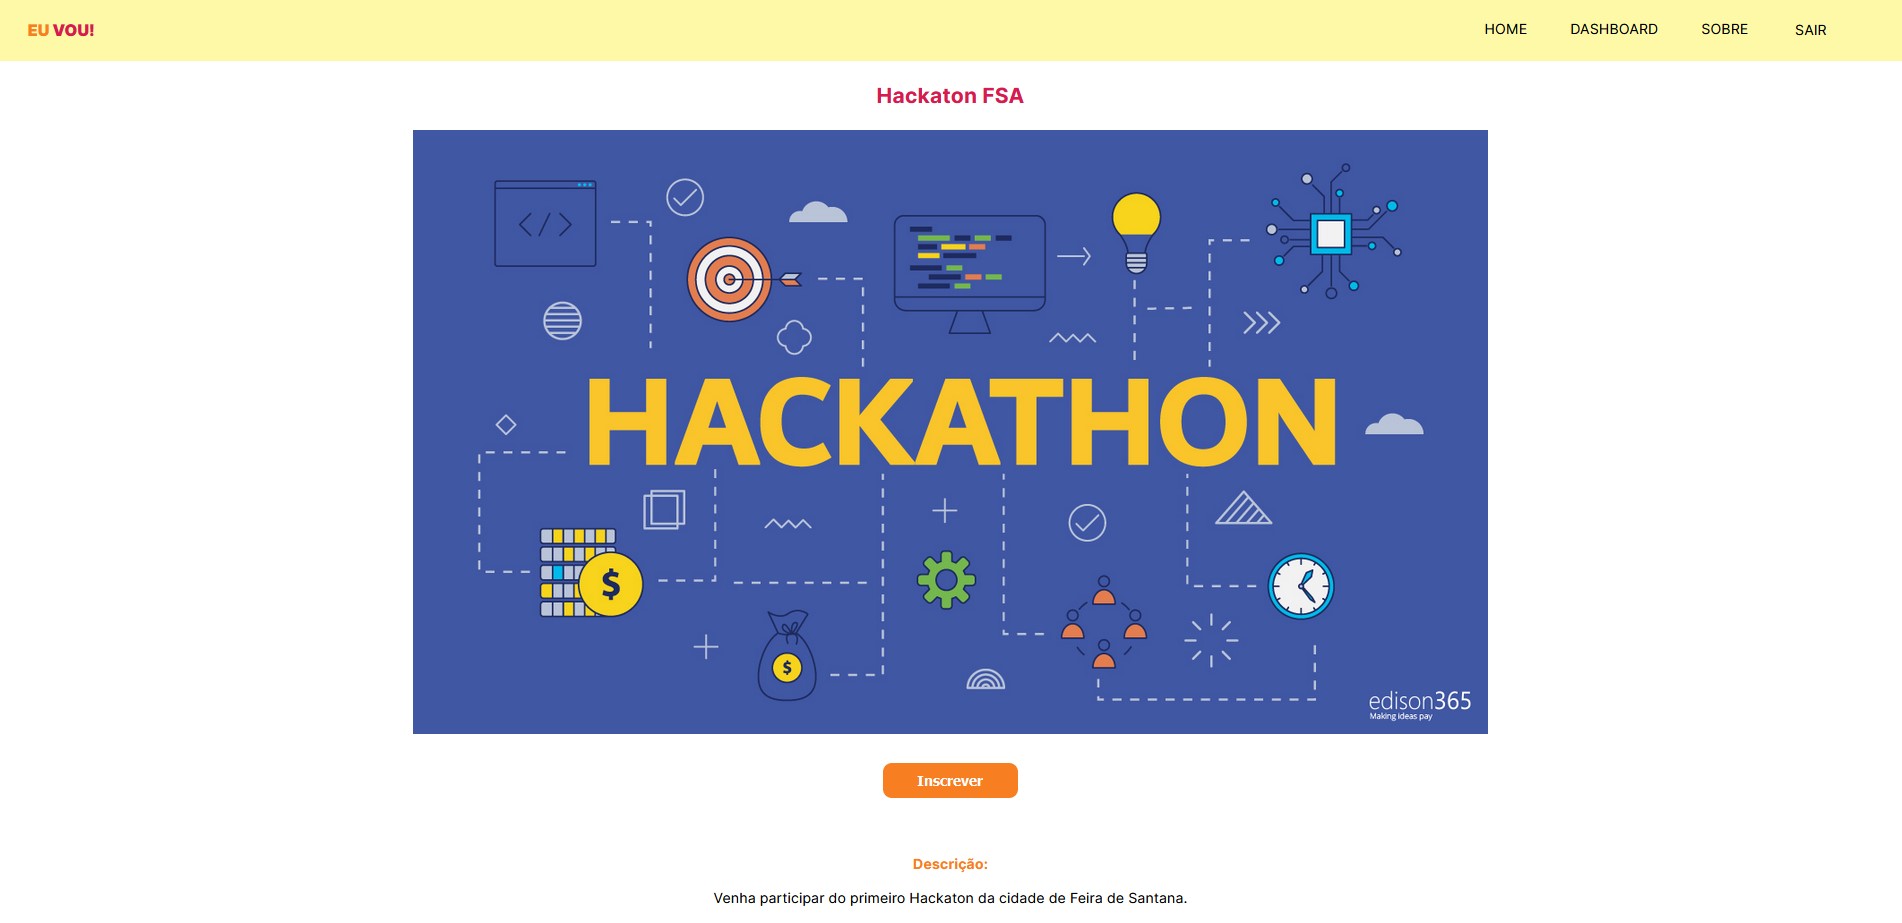 EU VOU!
HOME DASHBOARD SOBRE SAIR
Hackaton FSA
</>
HACKATHON
$
$
edison365
Making ideas pay
Inscrever
Descrição:
Venha participar do primeiro Hackaton da cidade de Feira de Santana.